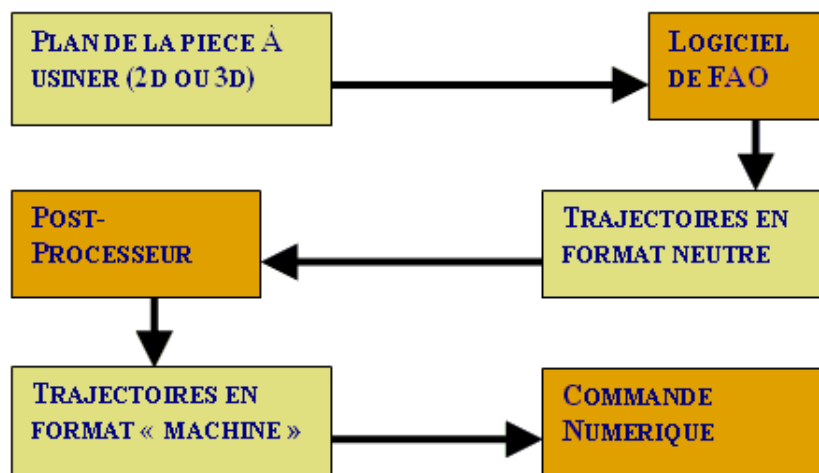 PLAN DE LA PIECE À
USINER (2D OU 3D)
LOGICIEL
DE FAO
TRAJECTOIRES EN
FORMAT NEUTRE
POST-
PROCESSEUR
TRAJECTOIRES EN
FORMAT « MACHINE »
COMMANDE
NUMERIQUE